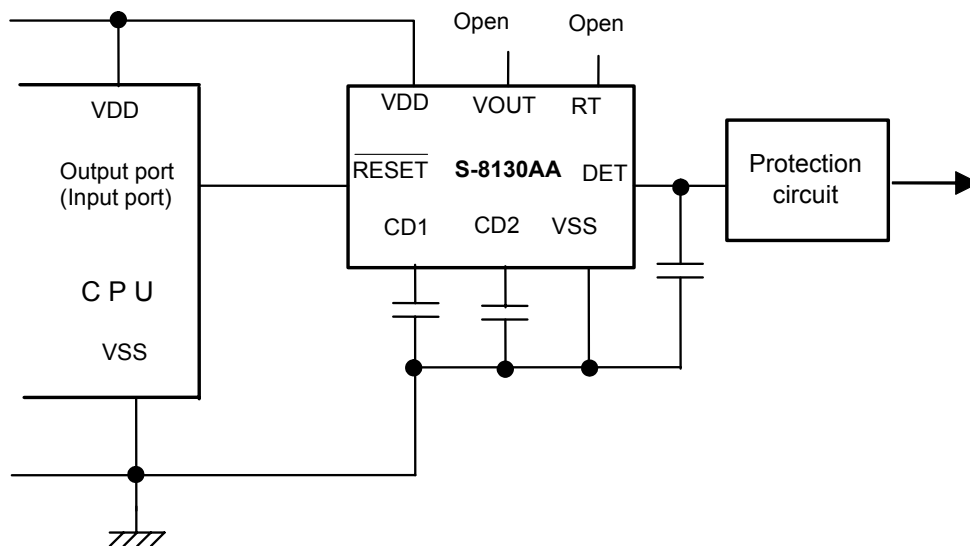 Open
Open
VDD
VDD
VOUT
RT
Output port
(Input port)
RESET
S-8130AA
DET
Protection
circuit
CD1
CD2
VSS
C P U
VSS